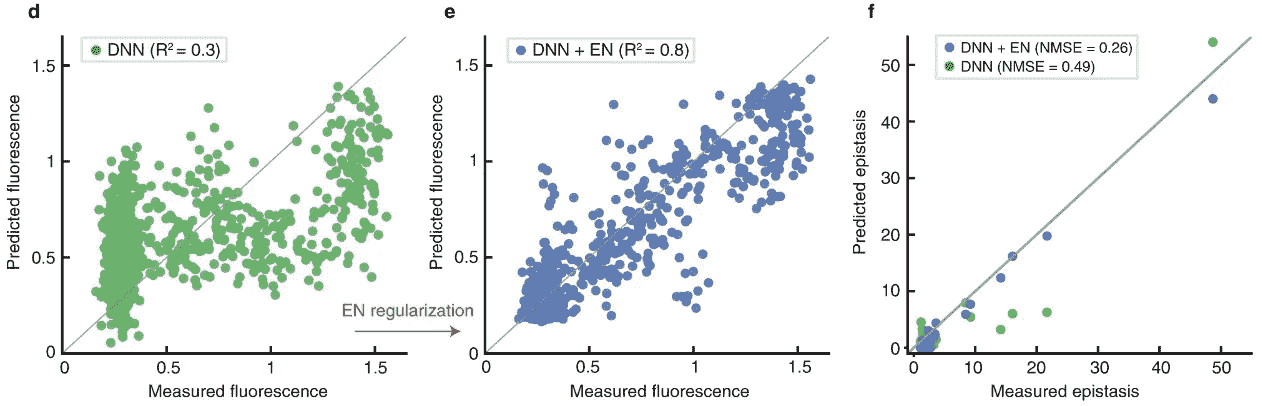 d
DNN (R² = 0.3)
Predicted fluorescence
1.5
1
0.5
0
0
0.5
1
1.5
Measured fluorescence
EN regularization
e
DNN + EN (R² = 0.8)
Predicted fluorescence
1.5
1
0.5
0
0
0.5
1
1.5
Measured fluorescence
f
DNN + EN (NMSE = 0.26)
DNN (NMSE = 0.49)
Predicted epistasis
50
40
30
20
10
0
0
10
20
30
40
50
Measured epistasis